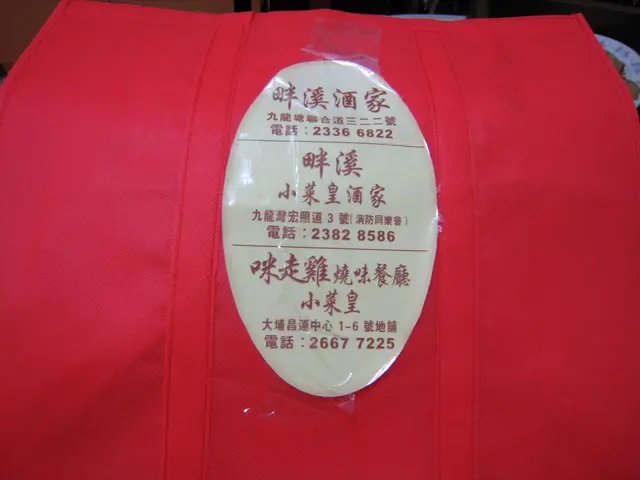 畔溪酒家
九龍塘聯合道三二二號
電話：2336 6822
畔溪
小菜皇酒家
九龍灣宏照道 3 號(消防同樂會)
電話：2382 8586
咪走雞燒味餐廳
小菜皇
大埔昌運中心 1-6 號地舖
電話：2667 7225